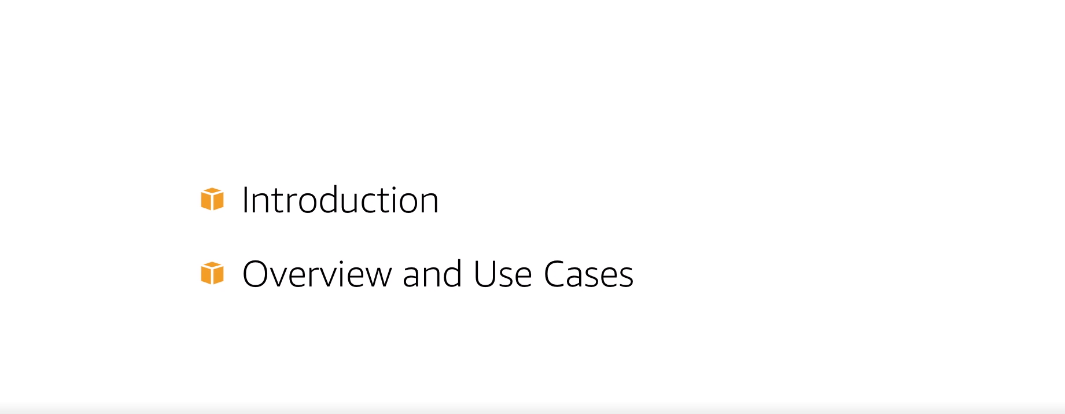 Introduction
Overview and Use Cases